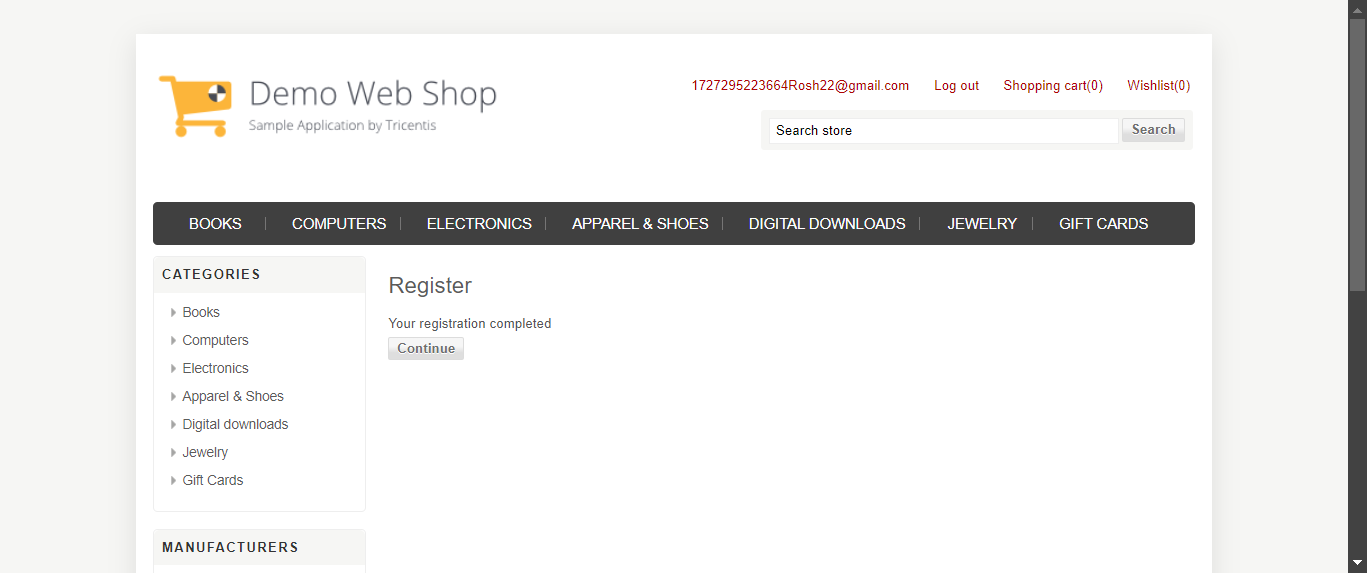 Demo Web Shop
Sample Application by Tricentis
1727295223664Rosh22@gmail.com Log out Shopping cart(0) Wishlist(0)
Search store Search
BOOKS COMPUTERS ELECTRONICS APPAREL & SHOES DIGITAL DOWNLOADS JEWELRY GIFT CARDS
CATEGORIES
Books
Computers
Electronics
Apparel & Shoes
Digital downloads
Jewelry
Gift Cards
MANUFACTURERS
Register
Your registration completed
Continue